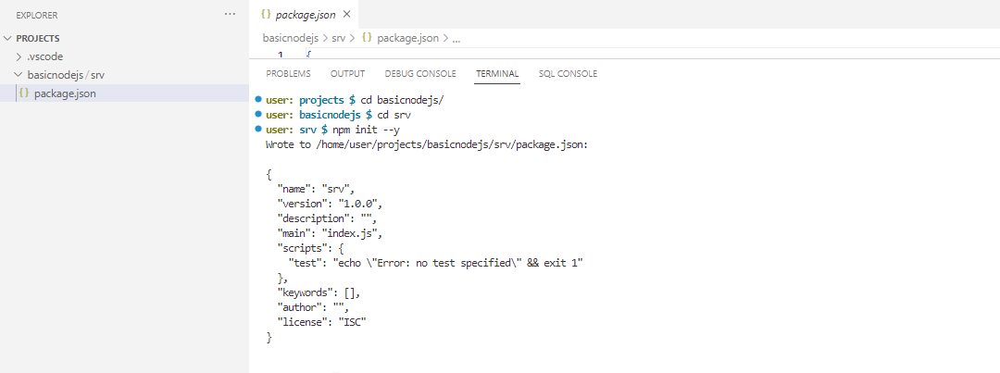 EXPLORER ...
PROJECTS
.vscode
basicnodejs / srv
{} package.json
{} package.json ×
basicnodejs > srv > {} package.json > ...
1 {
PROBLEMS OUTPUT DEBUG CONSOLE TERMINAL SQL CONSOLE
user: projects $ cd basicnodejs/
user: basicnodejs $ cd srv
user: srv $ npm init --y
Wrote to /home/user/projects/basicnodejs/srv/package.json:
{
"name": "srv",
"version": "1.0.0",
"description": "",
"main": "index.js",
"scripts": {
"test": "echo \"Error: no test specified\" && exit 1"
},
"keywords": [],
"author": "",
"license": "ISC"
}